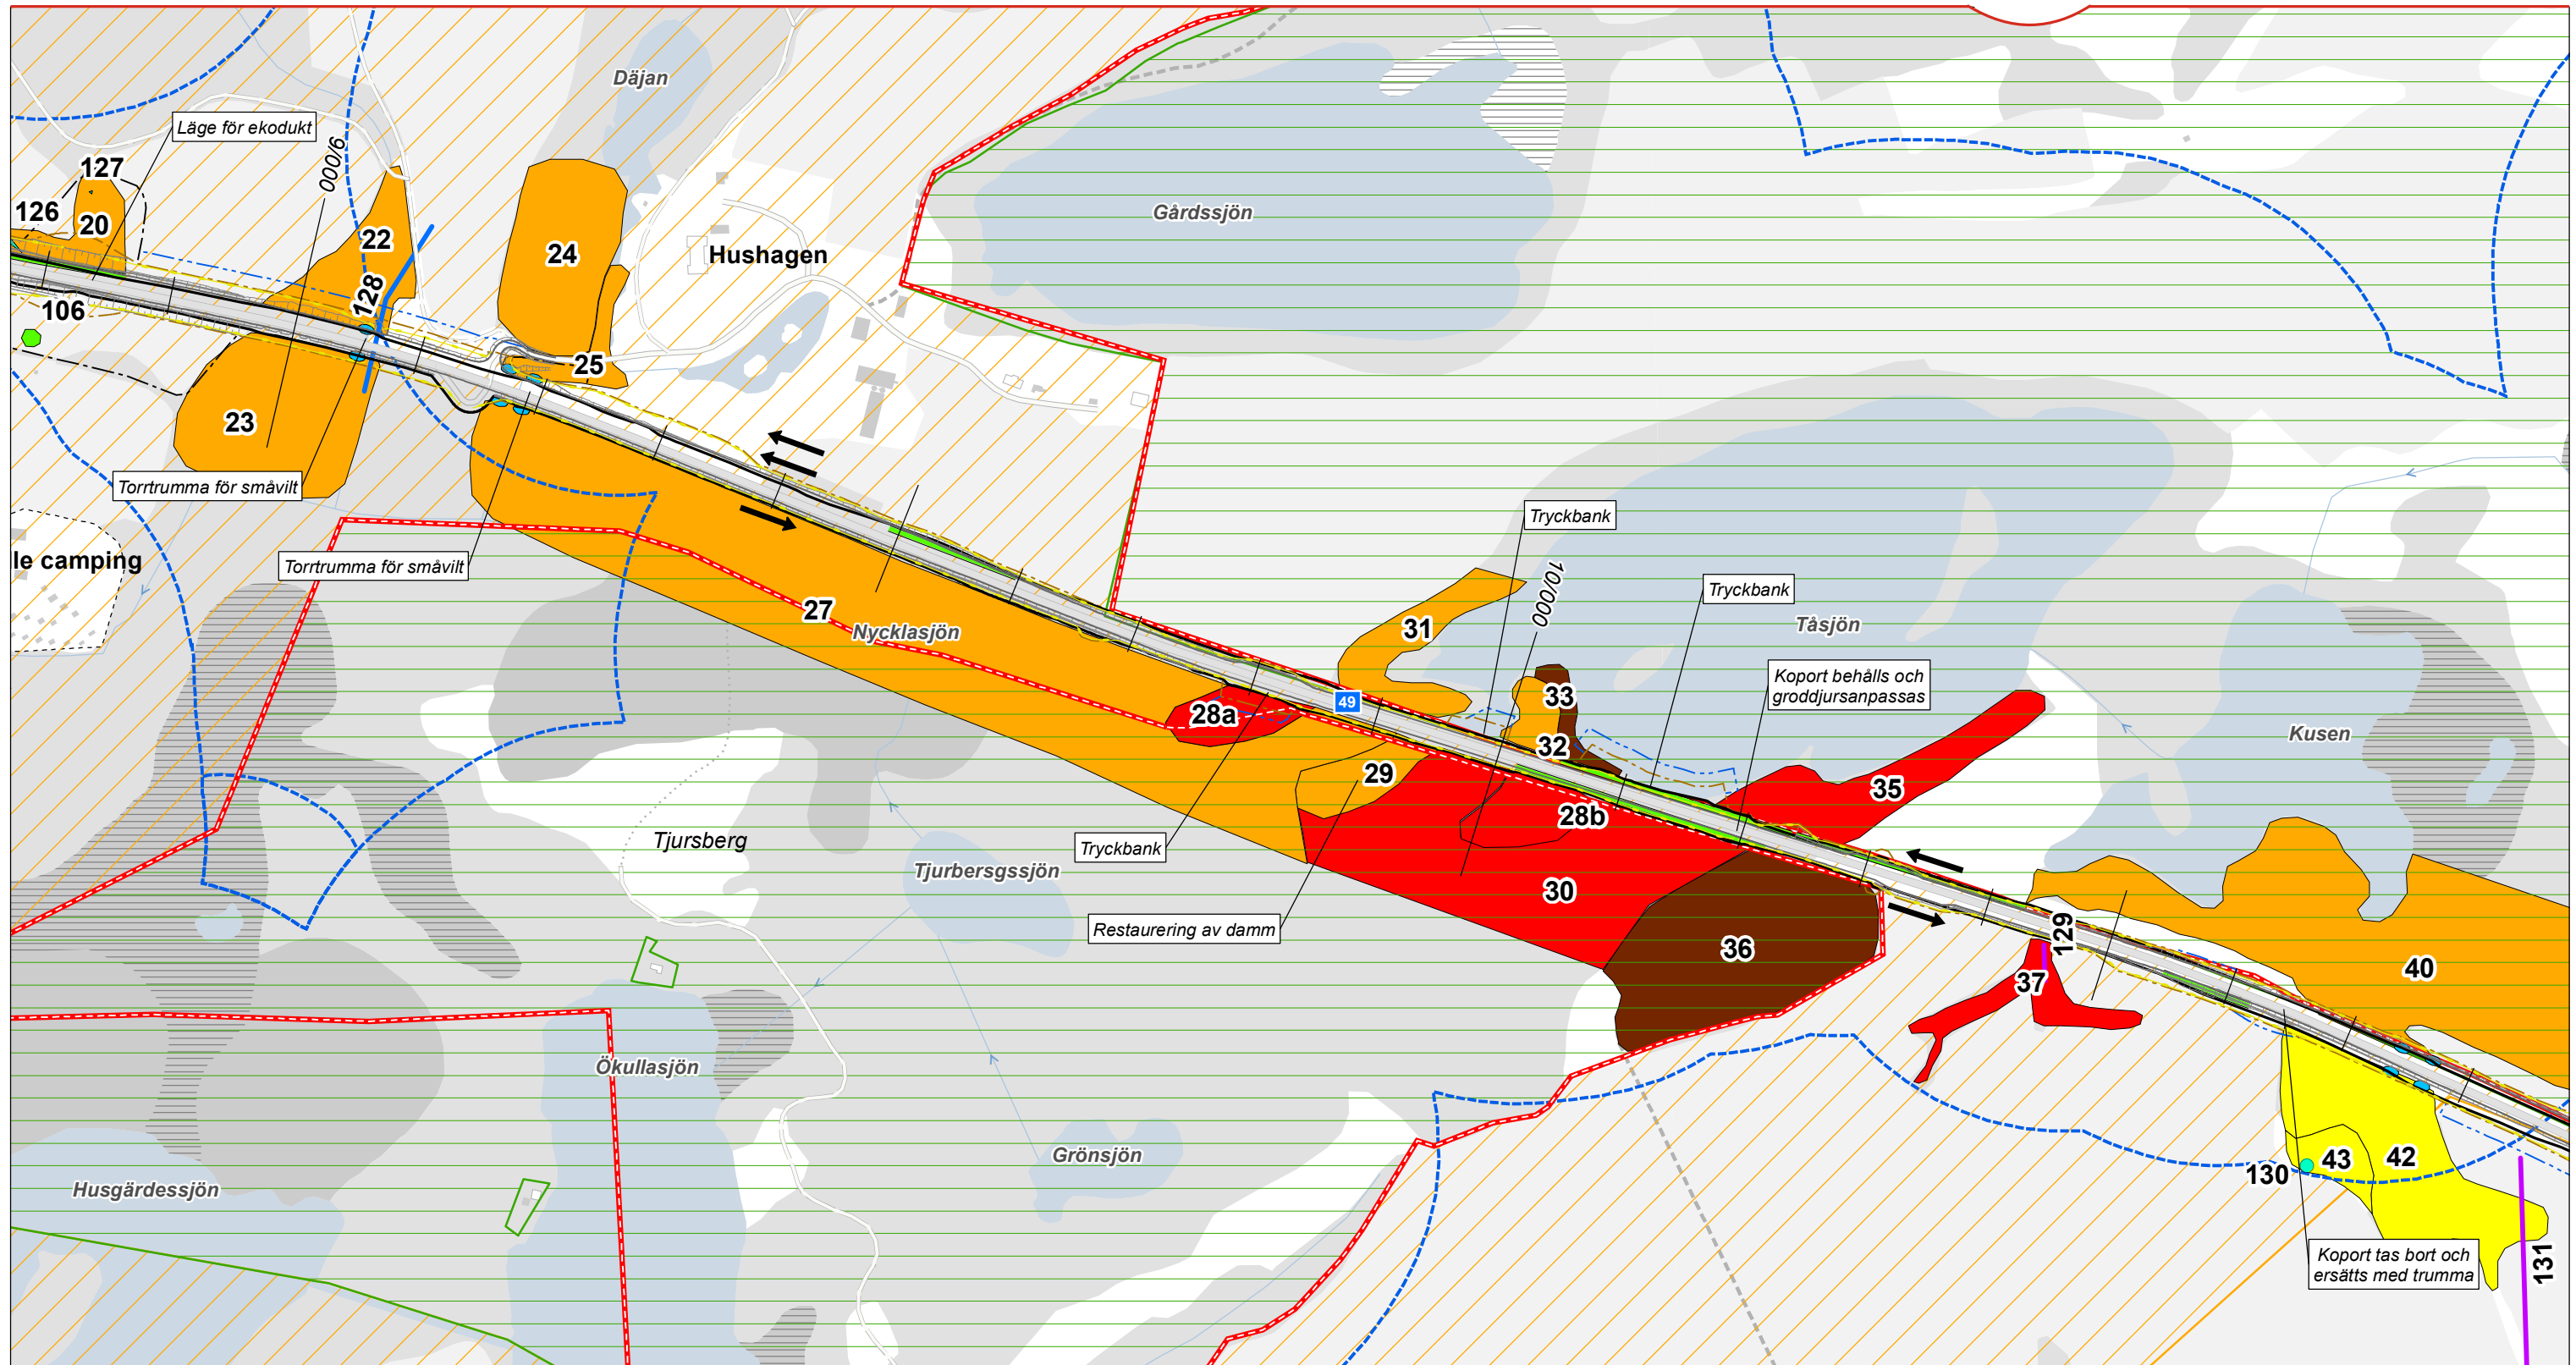 Däjan
Läge för ekodukt
000/6
127
126
20
22
Gårdssjön
24
Hushagen
128
106
25
23
Torrtrumma för småvilt
Tryckbank
lle camping
Torrtrumma för småvilt
10/000
Tryckbank
27
Nycklasjön
31
Tåsjön
Koport behålls och
groddjursanpassas
33
49
28a
32
Kusen
29
35
28b
Tjursberg
Tryckbank
Tjurbersgssjön
30
Restaurering av damm
129
36
40
37
Ökullasjön
Grönsjön
43
42
130
Husgärdessjön
Koport tas bort och
ersätts med trumma
131